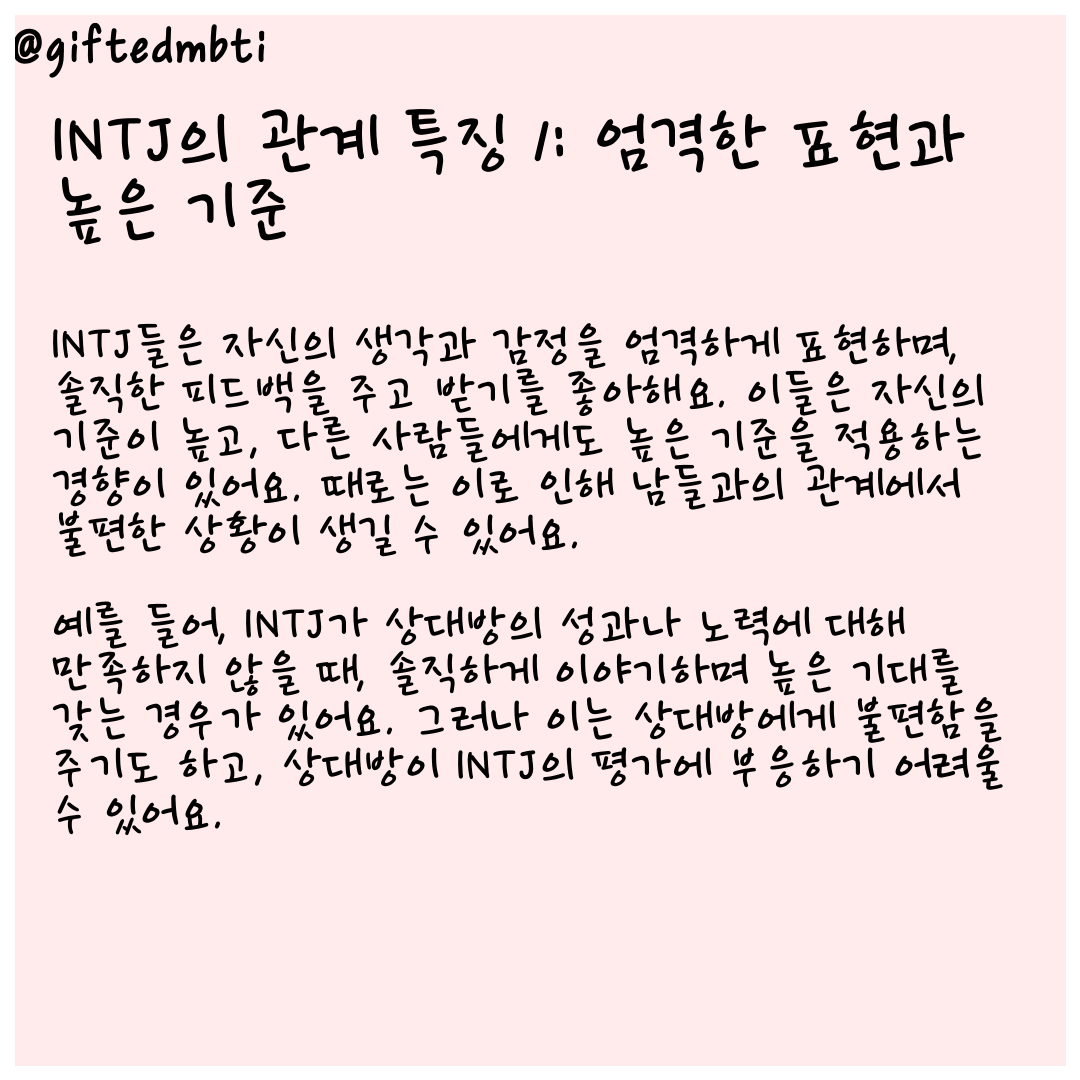 @giftedmbti
INTJ의 관계 특징 1: 엄격한 표현과
높은 기준
INTJ들은 자신의 생각과 감정을 엄격하게 표현하며,
솔직한 피드백을 주고 받기를 좋아해요. 이들은 자신의
기준이 높고, 다른 사람들에게도 높은 기준을 적용하는
경향이 있어요. 때로는 이로 인해 남들과의 관계에서
불편한 상황이 생길 수 있어요.
예를 들어, INTJ가 상대방의 성과나 노력에 대해
만족하지 않을 때, 솔직하게 이야기하며 높은 기대를
갖는 경우가 있어요. 그러나 이는 상대방에게 불편함을
주기도 하고, 상대방이 INTJ의 평가에 부응하기 어려울
수 있어요.